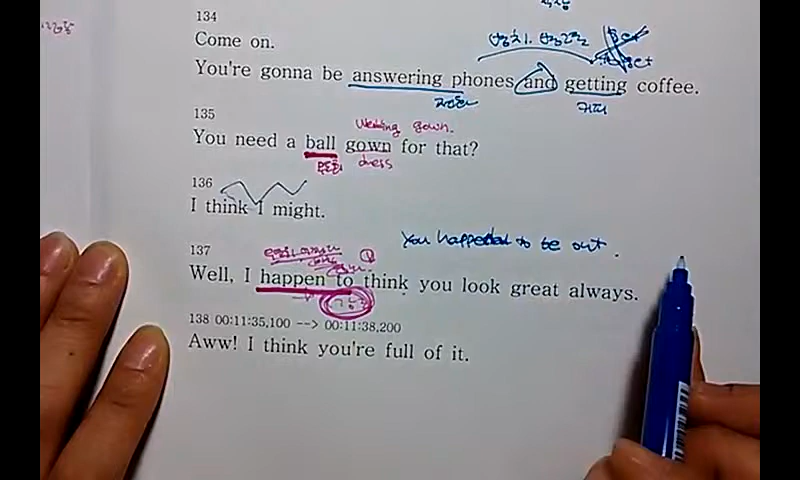 134
Come on.
You're gonna be answering phones and getting coffee.
커피
135
wedding gown.
You need a ball gown for that?
dress
136
I think I might.
You happened to be out.
137
Well, I happen to think you look great always.
138 00:11:35,100 --> 00:11:38,200
Aww! I think you're full of it.